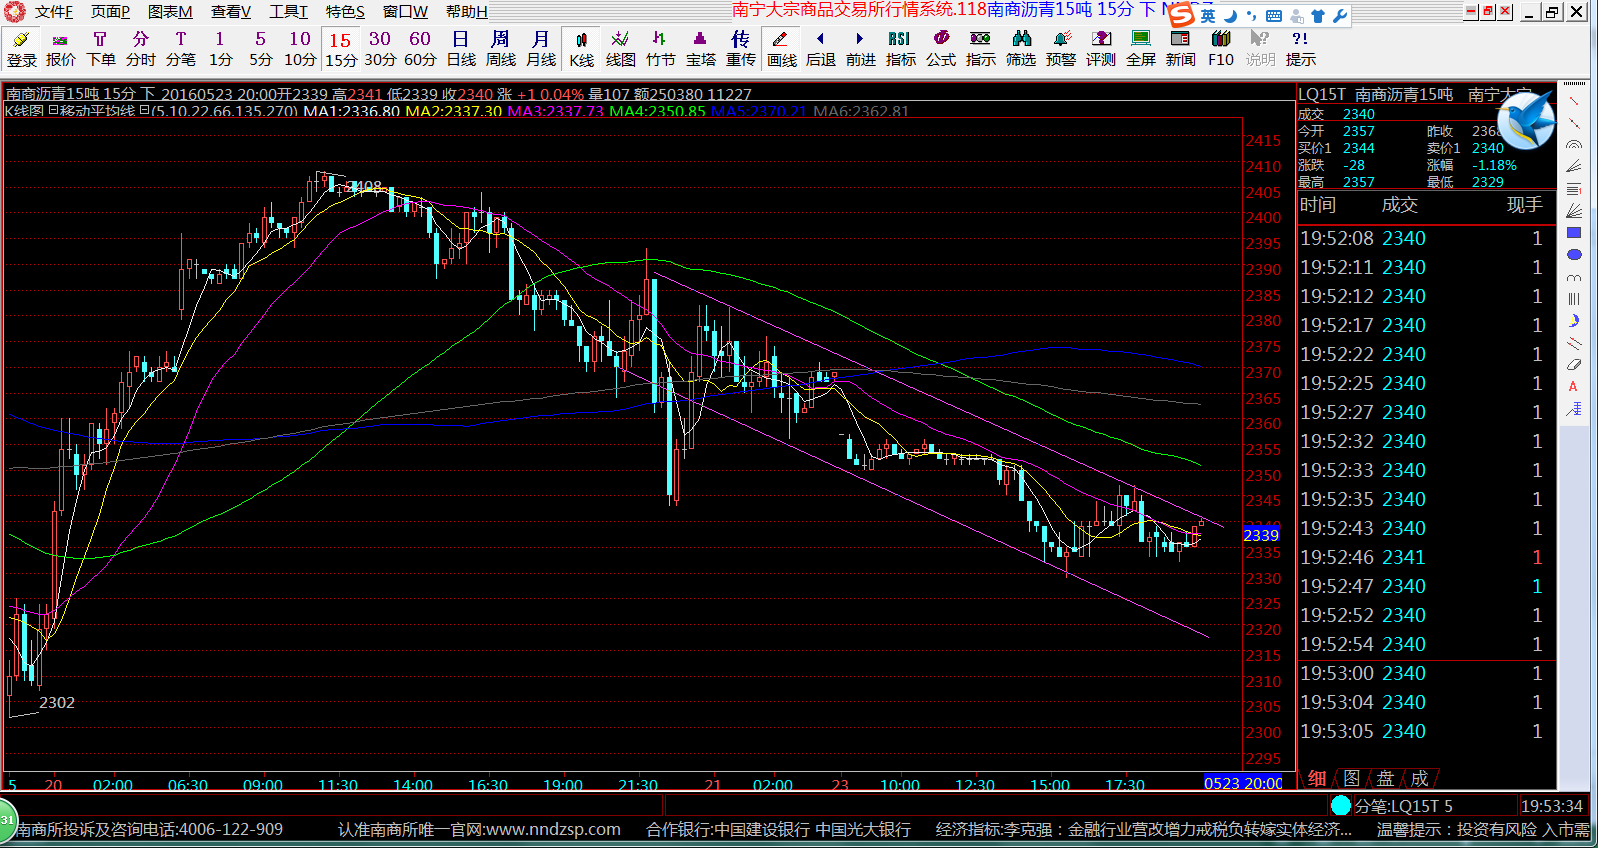 文件F 页面P 图表M 查看V 工具T 特色S 窗口W 帮助H
南宁大宗商品交易所行情系统.118南商沥青15吨 15分 下
英
登录 报价 下单 分时 分笔 1分 5分 10分 15分 30分 60分 日线 周线 月线 K线 线图 竹节 宝塔 重传 画线 后退 前进 指标 公式 指示 筛选 预警 评测 全屏 新闻 F10 说明 提示
南商沥青15吨 15分 下 20160523 20:00开2339 高2341 低2339 收2340 涨 +1 0.04% 量107 额250380 11227
K线图 移动平均线 (5,10,22,66,135,270) MA1:2336.80 MA2:2337.30 MA3:2337.73 MA4:2350.85 MA5:2370.21 MA6:2362.81
2408
2302
2415
2410
2405
2400
2395
2390
2385
2380
2375
2370
2365
2360
2355
2350
2345
2340
2339
2335
2330
2325
2320
2315
2310
2305
2300
2295
5 20 02:00 06:30 09:00 11:30 14:00 16:30 19:00 21:30 21 02:00 23 10:00 12:30 15:00 17:30 0523 20:00
LQ15T 南商沥青15吨 南宁大宗
成交 2340
今开 2357 昨收 2368
买价1 2344 卖价1 2340
涨跌 -28 涨幅 -1.18%
最高 2357 最低 2329
时间 成交 现手
19:52:08 2340 1
19:52:11 2340 1
19:52:12 2340 1
19:52:17 2340 1
19:52:22 2340 1
19:52:25 2340 1
19:52:27 2340 1
19:52:32 2340 1
19:52:33 2340 1
19:52:35 2340 1
19:52:43 2340 1
19:52:46 2341 1
19:52:47 2340 1
19:52:52 2340 1
19:52:54 2340 1
19:53:00 2340 1
19:53:04 2340 1
19:53:05 2340 1
细 图 盘 成
分笔:LQ15T 5 19:53:34
31
南商所投诉及咨询电话:4006-122-909 认准南商所唯一官网:www.nndzsp.com 合作银行:中国建设银行 中国光大银行 经济指标:李克强：金融行业营改增力戒税负转嫁实体经济... 温馨提示：投资有风险 入市需